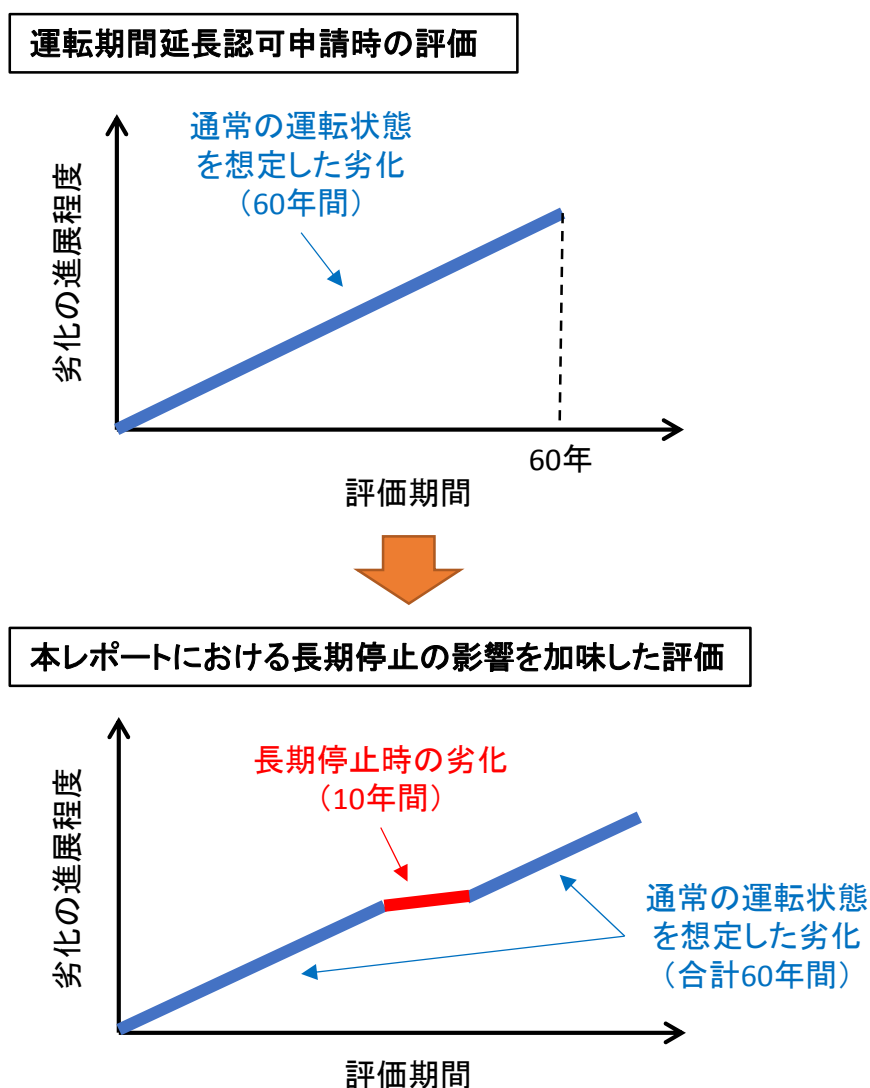 運転期間延長認可申請時の評価
通常の運転状態
を想定した劣化
（60年間）
劣化の進展程度
60年
評価期間
本レポートにおける長期停止の影響を加味した評価
長期停止時の劣化
（10年間）
劣化の進展程度
通常の運転状態
を想定した劣化
（合計60年間）
評価期間